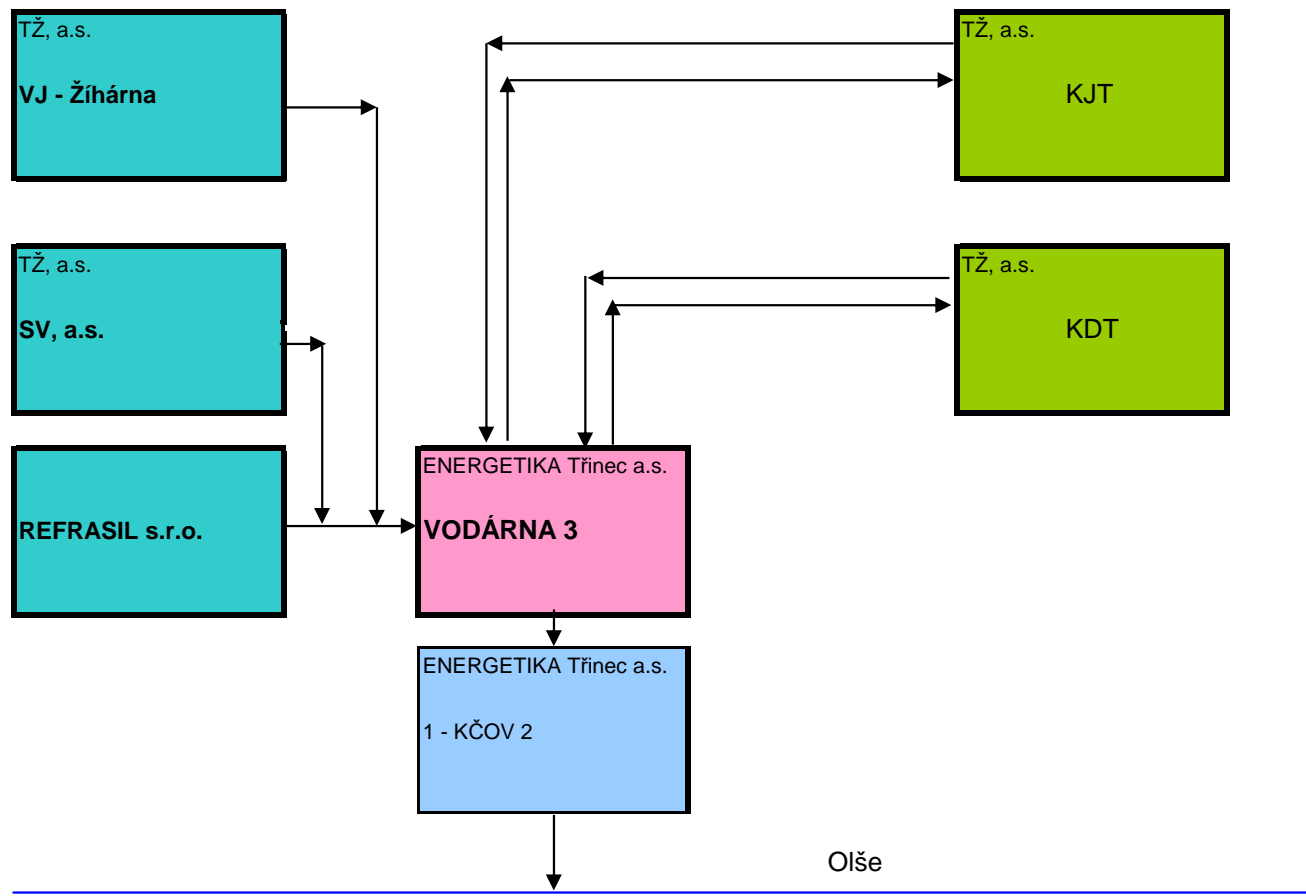 TŽ, a.s.
VJ - Žíhárna
TŽ, a.s.
KJT
TŽ, a.s.
SV, a.s.
TŽ, a.s.
KDT
REFRASIL s.r.o.
ENERGETIKA Třinec a.s.
VODÁRNA 3
ENERGETIKA Třinec a.s.
1 - KČOV 2
Olše